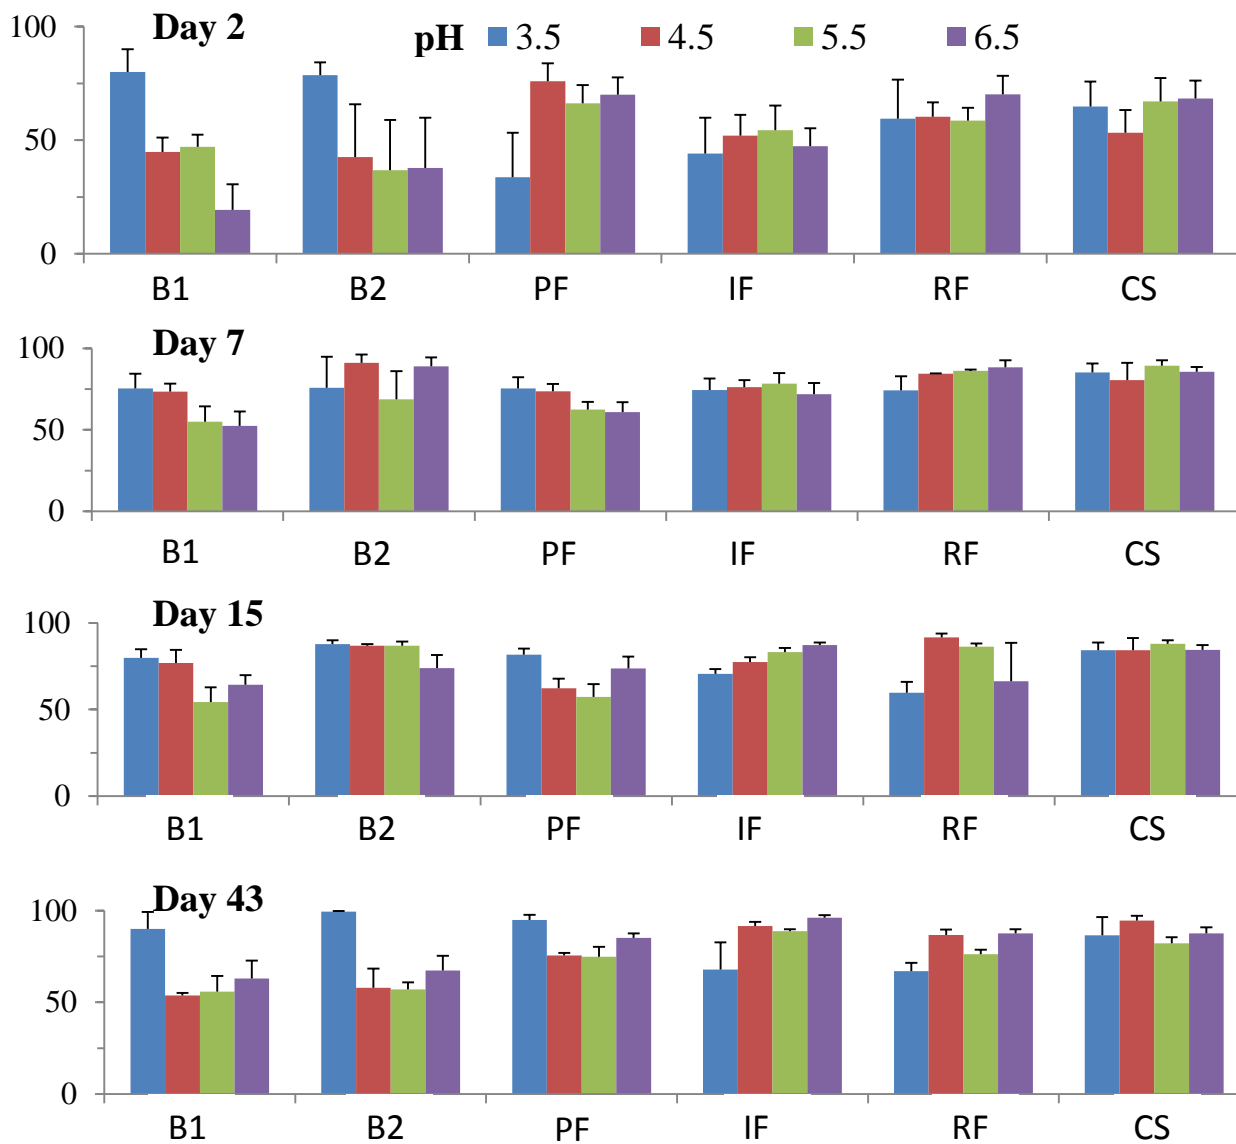 100 Day 2 pH 3.5 4.5 5.5 6.5
50
0
B1 B2 PF IF RF CS
100 Day 7
50
0
B1 B2 PF IF RF CS
100 Day 15
50
0
B1 B2 PF IF RF CS
100 Day 43
50
0
B1 B2 PF IF RF CS